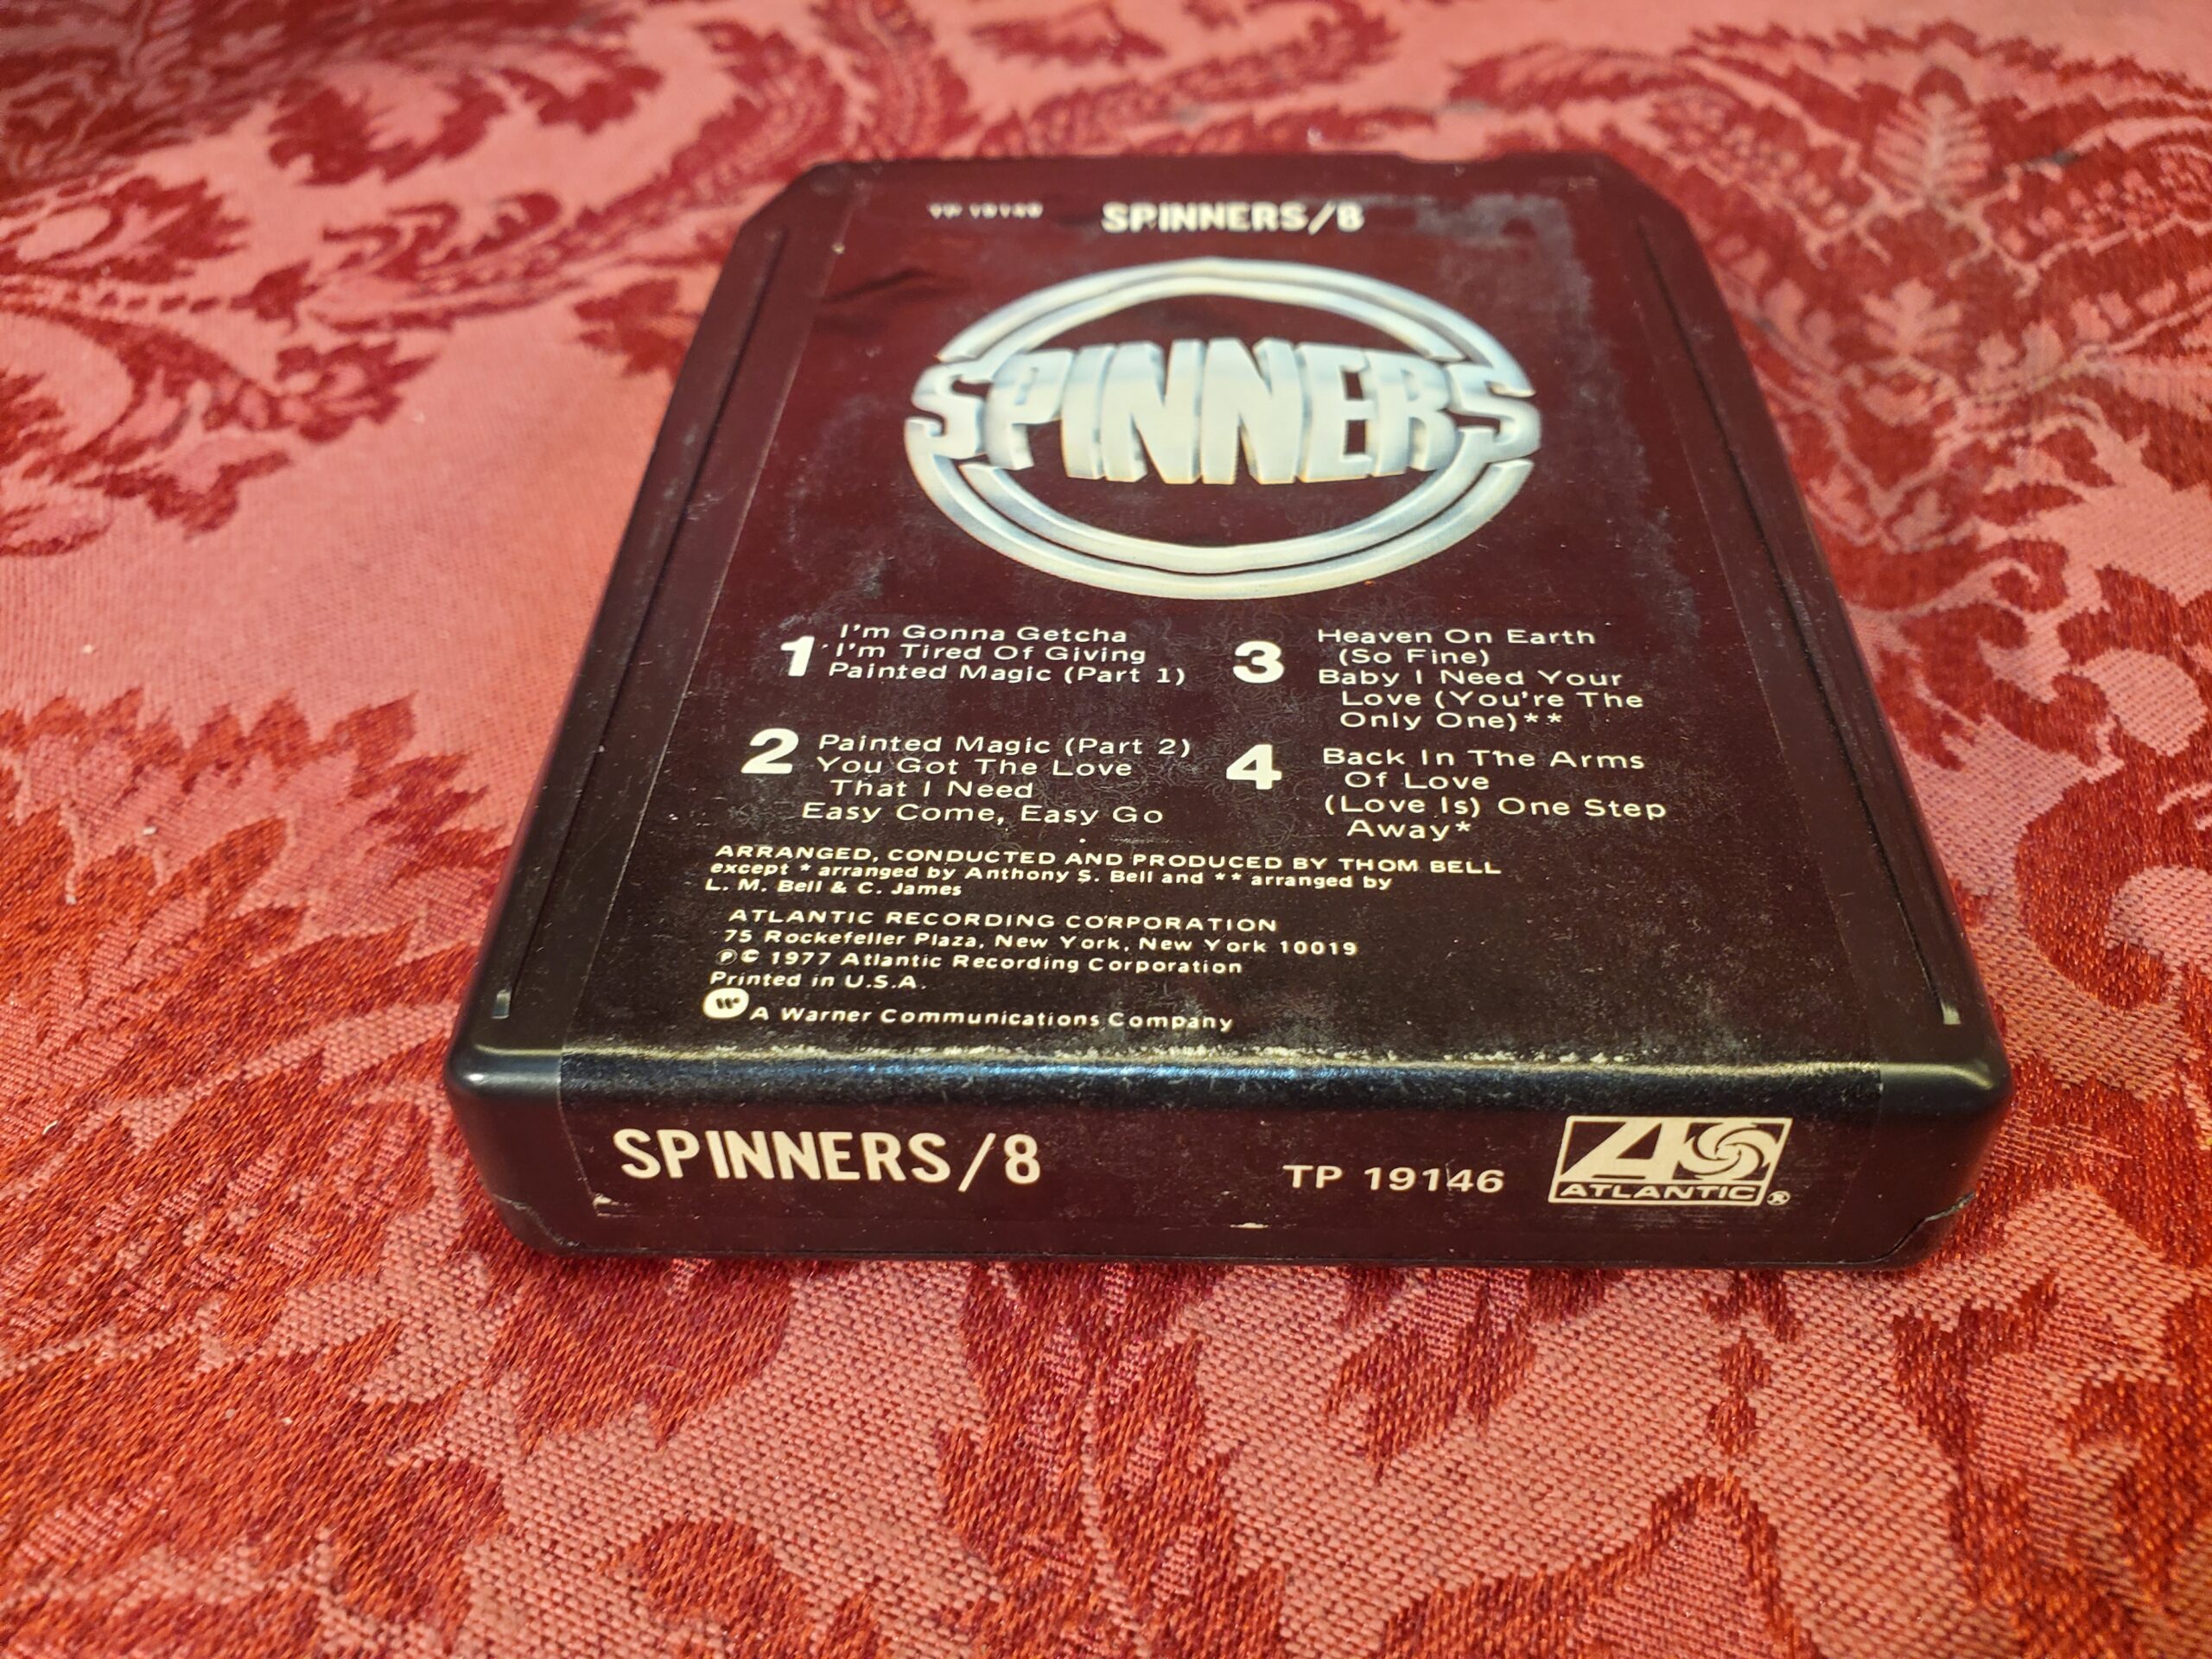 TP 19146 SPINNERS/8
SPINNERS
1 I'm Gonna Getcha
I'm Tired Of Giving
Painted Magic (Part 1)
2 Painted Magic (Part 2)
You Got The Love
That I Need
Easy Come, Easy Go
3 Heaven On Earth
(So Fine)
Baby I Need Your
Love (You're The
Only One)**
4 Back In The Arms
Of Love
(Love Is) One Step
Away*
ARRANGED, CONDUCTED AND PRODUCED BY THOM BELL
except * arranged by Anthony S. Bell and ** arranged by
L. M. Bell & C. James
ATLANTIC RECORDING CORPORATION
75 Rockefeller Plaza, New York, New York 10019
℗© 1977 Atlantic Recording Corporation
Printed in U.S.A.
W A Warner Communications Company
SPINNERS/8 TP 19146 ATLANTIC®